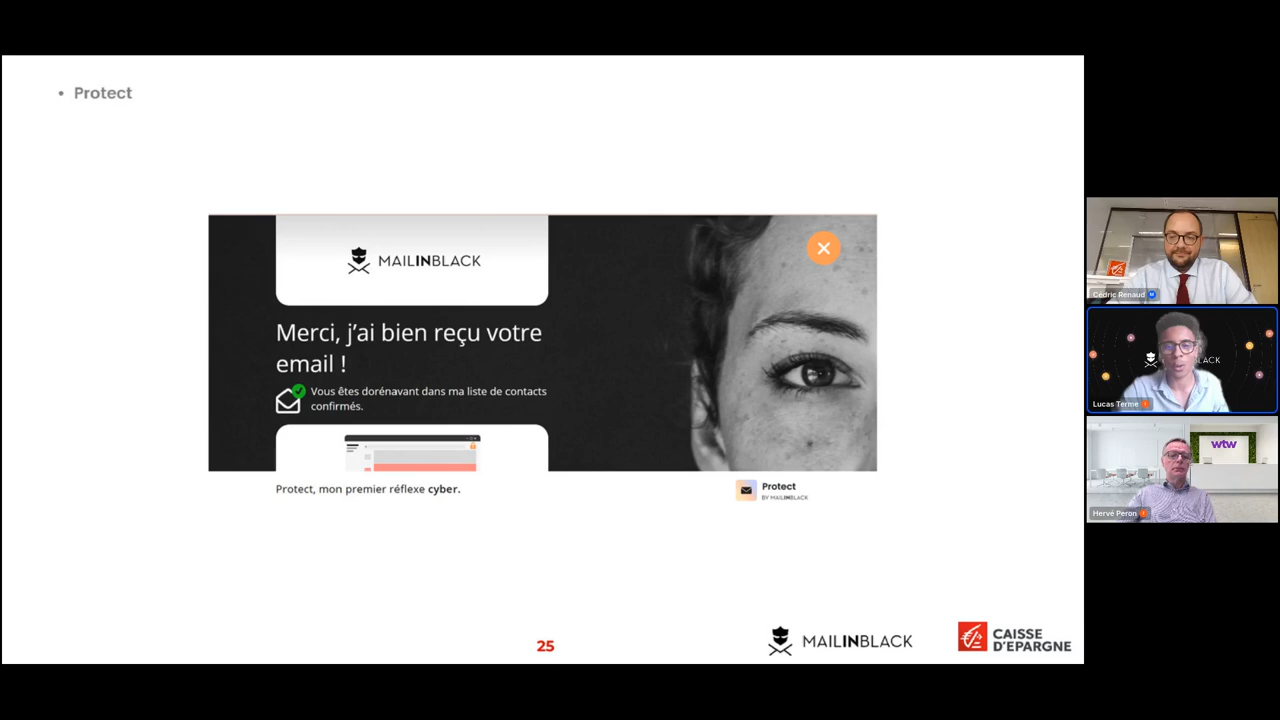 • Protect
MAILINBLACK
Merci, j'ai bien reçu votre
email !
Vous êtes dorénavant dans ma liste de contacts
confirmés.
Protect, mon premier réflexe cyber.
Protect
BY MAILINBLACK
25
MAILINBLACK
CAISSE
D'EPARGNE
Cédric Renaud
Lucas Terme
wtw
Hervé Peron